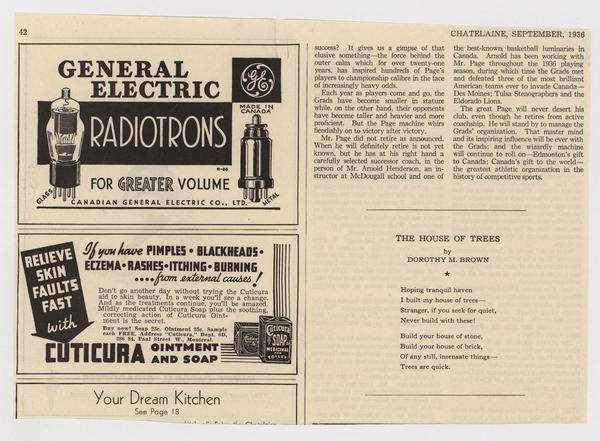 42
CHATELAINE, SEPTEMBER, 1936
GENERAL
ELECTRIC
GE
MADE IN
CANADA
RADIOTRONS
R-66
FOR GREATER VOLUME
GLASS
METAL
CANADIAN GENERAL ELECTRIC CO., LTD.
RELIEVE
SKIN
FAULTS
FAST
with
If you have PIMPLES • BLACKHEADS •
ECZEMA • RASHES • ITCHING • BURNING
....from external causes!
Don't go another day without trying the Cuticura
aid to skin beauty. In a week you'll see a change.
And as the treatments continue, you'll be amazed.
Mildly medicated Cuticura Soap plus the soothing,
correcting action of Cuticura Oint-
ment is the secret.
Buy now! Soap 25c. Ointment 25c. Sample
each FREE. Address "Cuticura," Dept. 6D,
286 St. Paul Street W., Montreal.
CUTICURA OINTMENT
AND SOAP
Cuticura
SOAP
MEDICINAL
TOILET
Your Dream Kitchen
See Page 18
success? It gives us a glimpse of that
elusive something—the force behind the
outer calm which for over twenty-one
years, has inspired hundreds of Page's
players to championship calibre in the face
of increasingly heavy odds.
Each year as players come and go, the
Grads have become smaller in stature
while, on the other hand, their opponents
have become taller and heavier and more
proficient. But the Page machine whirs
fiendishly on to victory after victory.
Mr. Page did not retire as announced.
When he will definitely retire is not yet
known, but he has at his right hand a
carefully selected successor coach, in the
person of Mr. Arnold Henderson, an in-
structor at McDougall school and one of
the best-known basketball luminaries in
Canada. Arnold has been working with
Mr. Page throughout the 1936 playing
season, during which time the Grads met
and defeated three of the most brilliant
American teams ever to invade Canada—
Des Moines; Tulsa Stenographers and the
Eldorado Lions.
The great Page will never desert his
club, even though he retires from active
coachship. He will stand by to manage the
Grads' organization. That master mind
and its inspiring influence will be ever with
the Grads; and the wizardly machine
will continue to roll on—Edmonton's gift
to Canada; Canada's gift to the world—
the greatest athletic organization in the
history of competitive sports.
THE HOUSE OF TREES
by
DOROTHY M. BROWN
★
Hoping tranquil haven
I built my house of trees—
Stranger, if you seek for quiet,
Never build with these!
Build your house of stone,
Build your house of brick,
Of any still, insensate things—
Trees are quick.